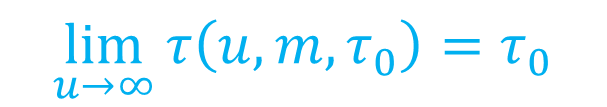 lim τ(u, m, τ₀) = τ₀
u→∞